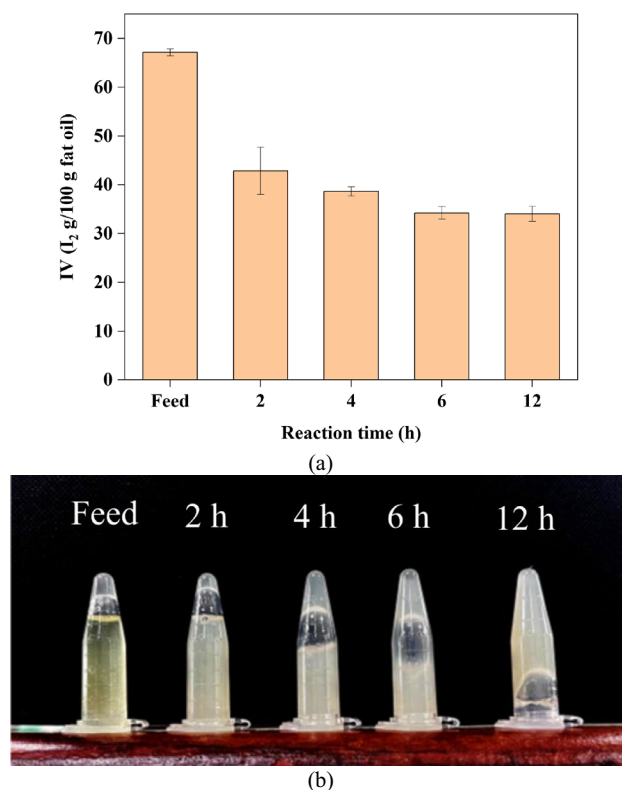 70
60
50
40
30
20
10
0
IV (I₂ g/100 g fat oil)
Feed 2 4 6 12
Reaction time (h)
(a)
Feed 2 h 4 h 6 h 12 h
(b)